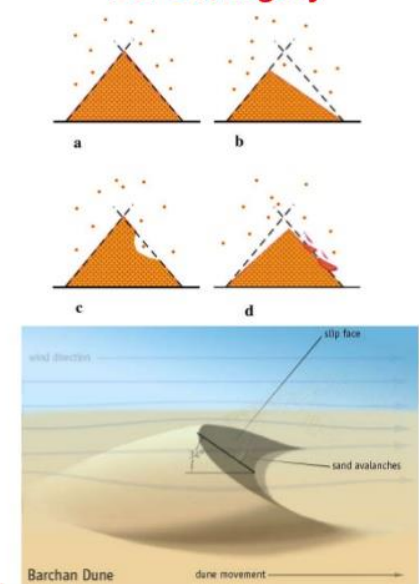 a
b
c
d
slip face
wind direction
sand avalanches
Barchan Dune
dune movement